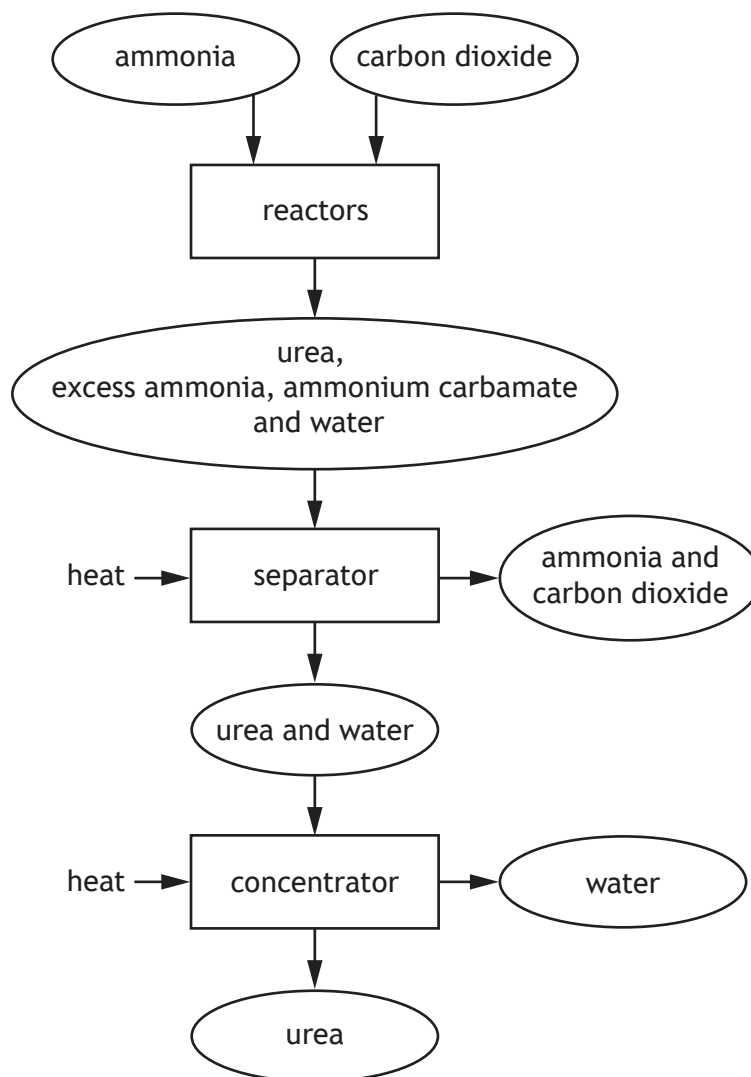 ammonia
carbon dioxide
reactors
urea,
excess ammonia, ammonium carbamate
and water
heat
separator
ammonia and
carbon dioxide
urea and water
heat
concentrator
water
urea